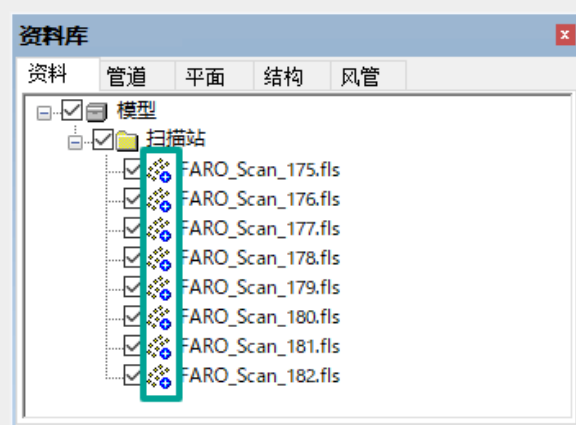 资料库
资料 管道 平面 结构 风管
模型
扫描站
FARO_Scan_175.fls
FARO_Scan_176.fls
FARO_Scan_177.fls
FARO_Scan_178.fls
FARO_Scan_179.fls
FARO_Scan_180.fls
FARO_Scan_181.fls
FARO_Scan_182.fls